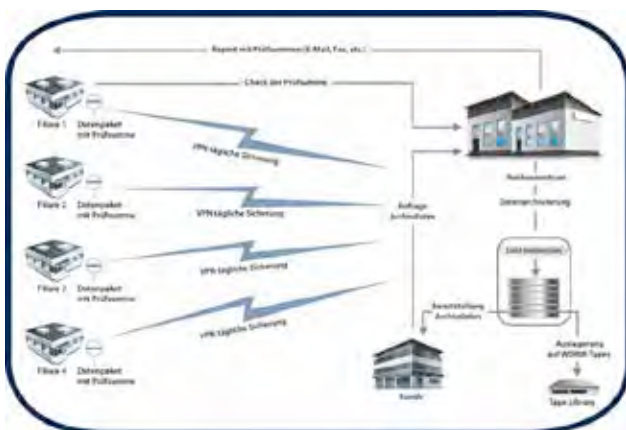 Report mit Prüfsummen (E-Mail, Fax, etc.)
Check der Prüfsumme
Filiale 1
Datenpaket
mit Prüfsumme
VPN tägliche Sicherung
Filiale 2
Datenpaket
mit Prüfsumme
VPN tägliche Sicherung
Filiale 3
Datenpaket
mit Prüfsumme
VPN tägliche Sicherung
Filiale 4
Datenpaket
mit Prüfsumme
VPN tägliche Sicherung
Anfrage
Archivdaten
Rechenzentrum
Datenarchivierung
Bereitstellung
Archivdaten
Kunde
Auslagerung
auf WORM Tapes
Tape Library